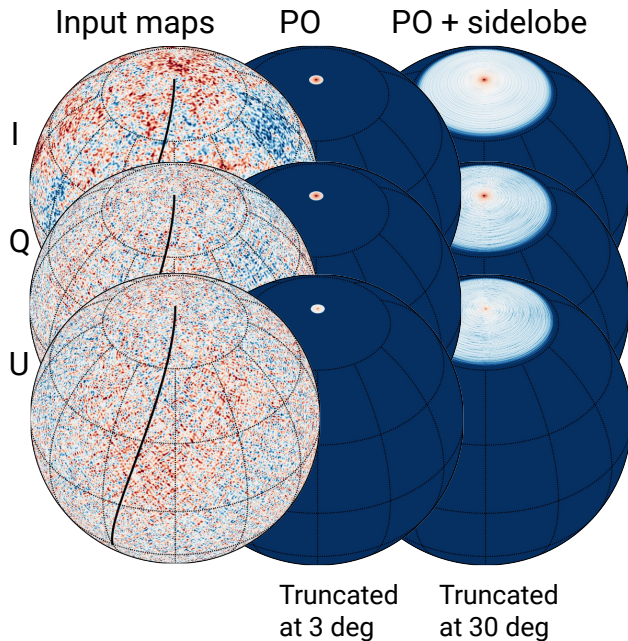 Input maps
PO
PO + sidelobe
I
Q
U
Truncated
at 3 deg
Truncated
at 30 deg